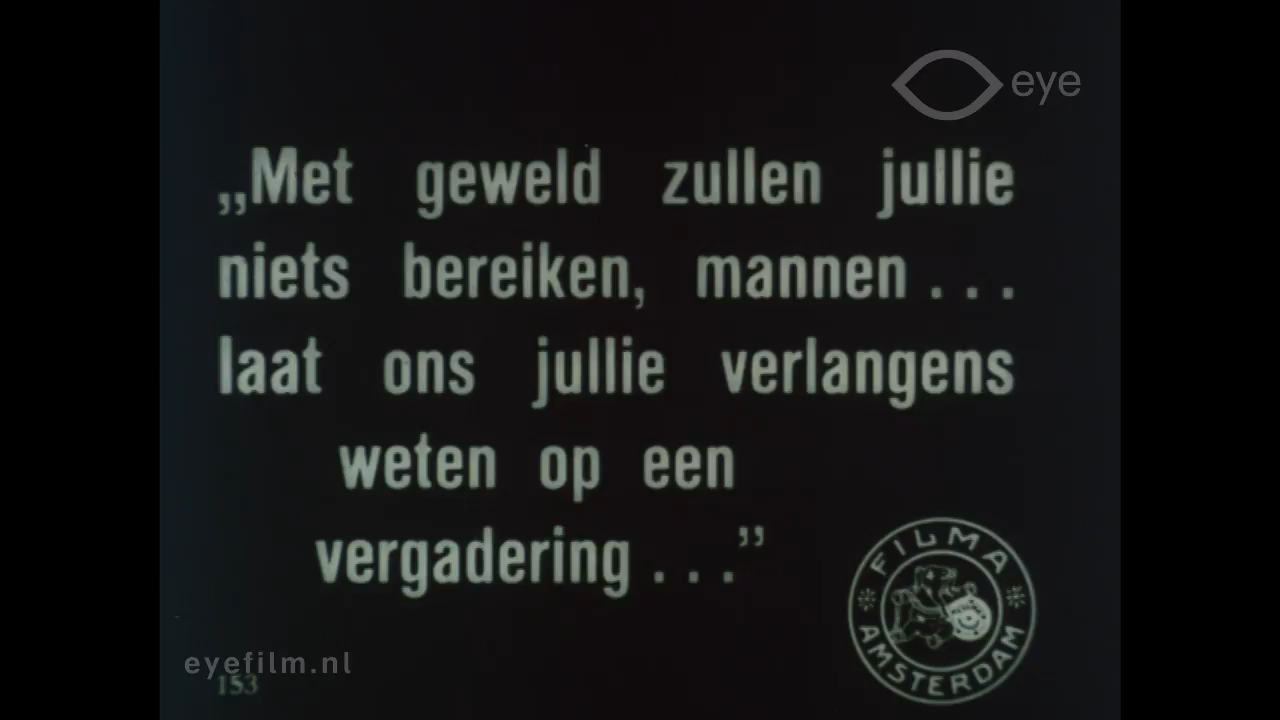 eye
„Met geweld zullen jullie
niets bereiken, mannen . . .
laat ons jullie verlangens
weten op een
vergadering . . .”
FILMA
AMSTERDAM
eyefilm.nl
153